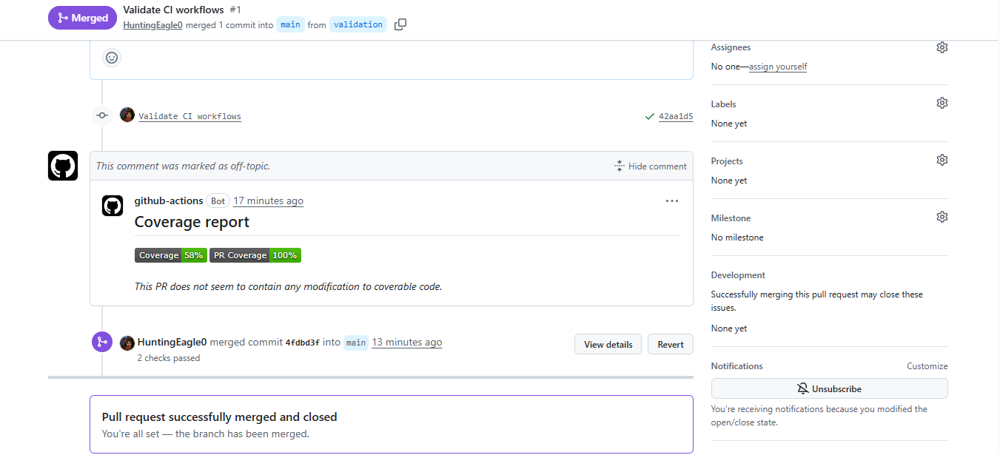 Merged
Validate CI workflows #1
HuntingEagle0 merged 1 commit into main from validation
Validate CI workflows
42aa1d5
This comment was marked as off-topic.
Hide comment
github-actions Bot 17 minutes ago
Coverage report
Coverage 58% PR Coverage 100%
This PR does not seem to contain any modification to coverable code.
HuntingEagle0 merged commit 4fdbd3f into main 13 minutes ago
2 checks passed
View details
Revert
Pull request successfully merged and closed
You're all set — the branch has been merged.
Assignees
No one—assign yourself
Labels
None yet
Projects
None yet
Milestone
No milestone
Development
Successfully merging this pull request may close these
issues.
None yet
Notifications
Customize
Unsubscribe
You're receiving notifications because you modified the
open/close state.